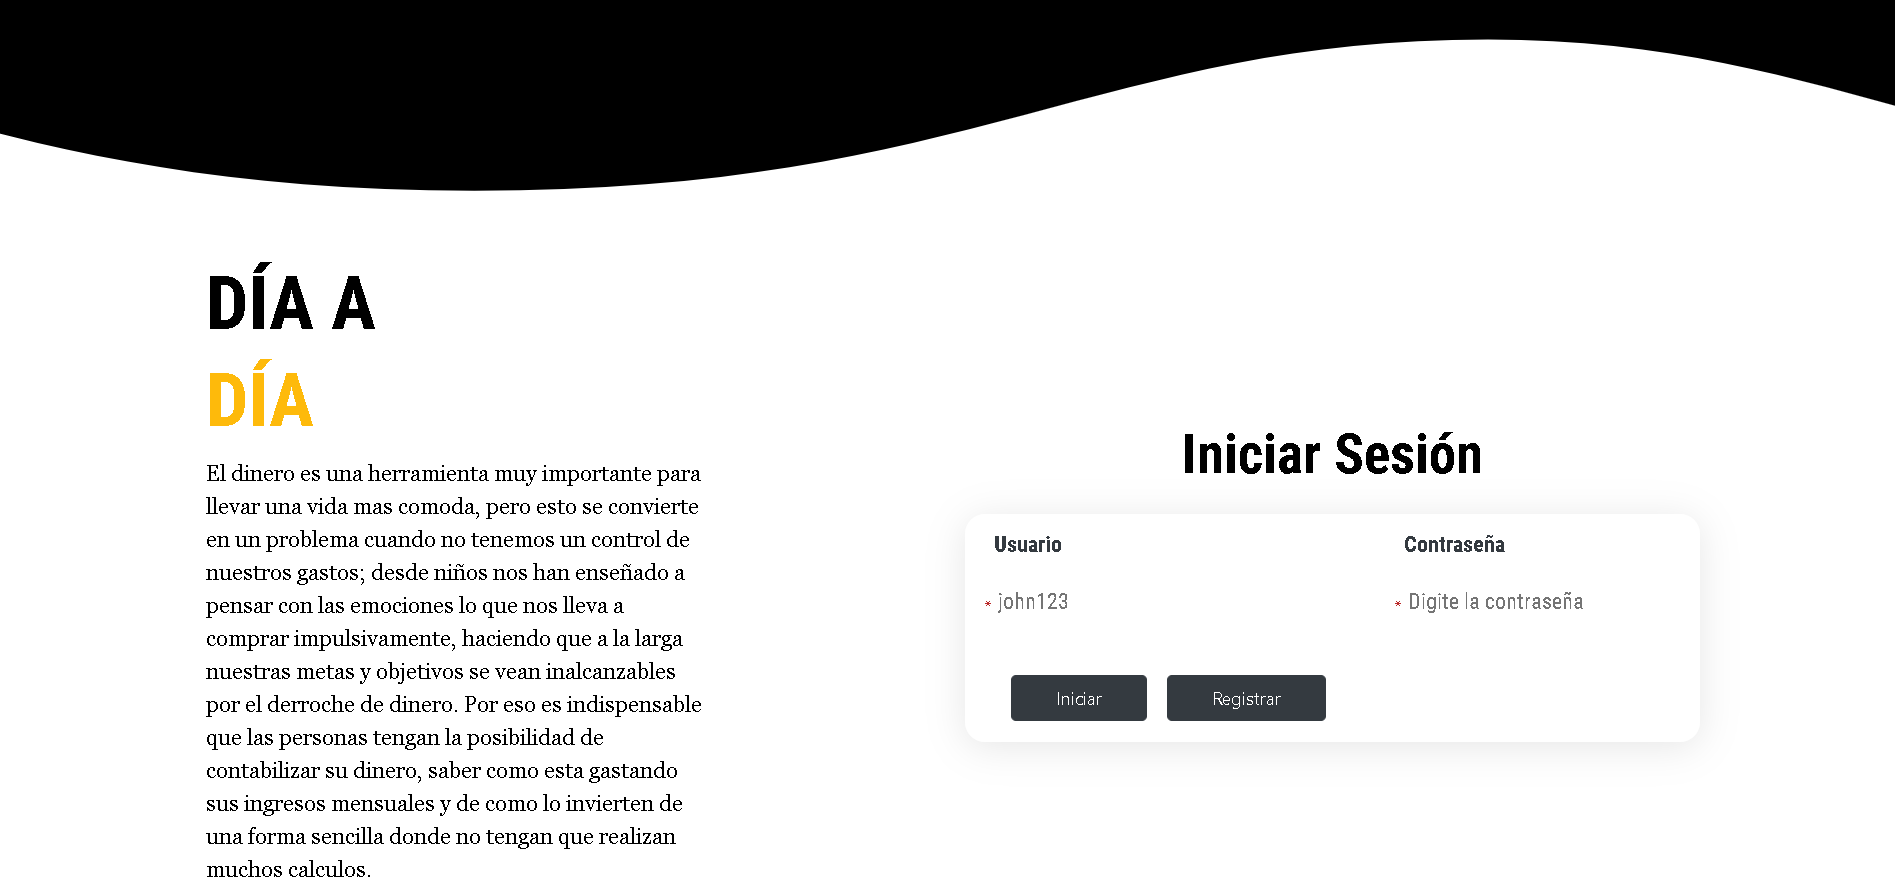 DÍA A
DÍA
El dinero es una herramienta muy importante para
llevar una vida mas comoda, pero esto se convierte
en un problema cuando no tenemos un control de
nuestros gastos; desde niños nos han enseñado a
pensar con las emociones lo que nos lleva a
comprar impulsivamente, haciendo que a la larga
nuestras metas y objetivos se vean inalcanzables
por el derroche de dinero. Por eso es indispensable
que las personas tengan la posibilidad de
contabilizar su dinero, saber como esta gastando
sus ingresos mensuales y de como lo invierten de
una forma sencilla donde no tengan que realizan
muchos calculos.
Iniciar Sesión
Usuario Contraseña
* john123 * Digite la contraseña
Iniciar Registrar